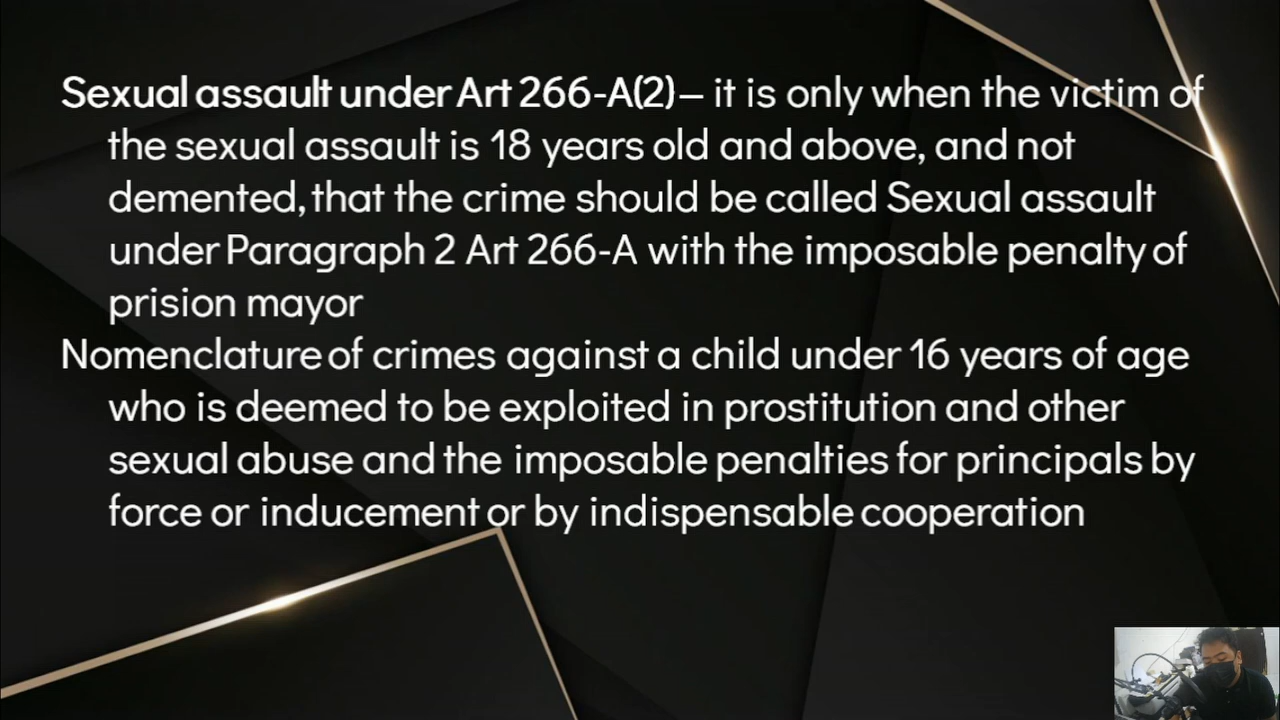 Sexual assault under Art 266-A(2) – it is only when the victim of
the sexual assault is 18 years old and above, and not
demented, that the crime should be called Sexual assault
under Paragraph 2 Art 266-A with the imposable penalty of
prision mayor
Nomenclature of crimes against a child under 16 years of age
who is deemed to be exploited in prostitution and other
sexual abuse and the imposable penalties for principals by
force or inducement or by indispensable cooperation